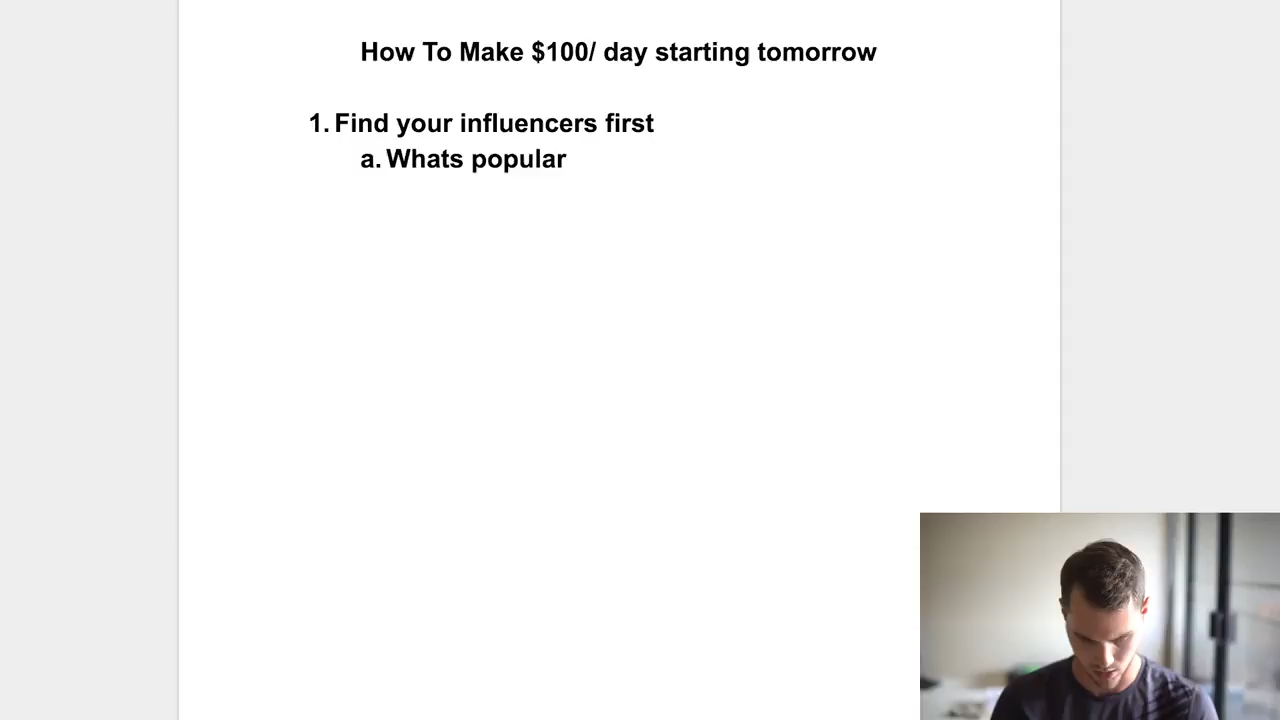 How To Make $100/ day starting tomorrow
1. Find your influencers first
a. Whats popular